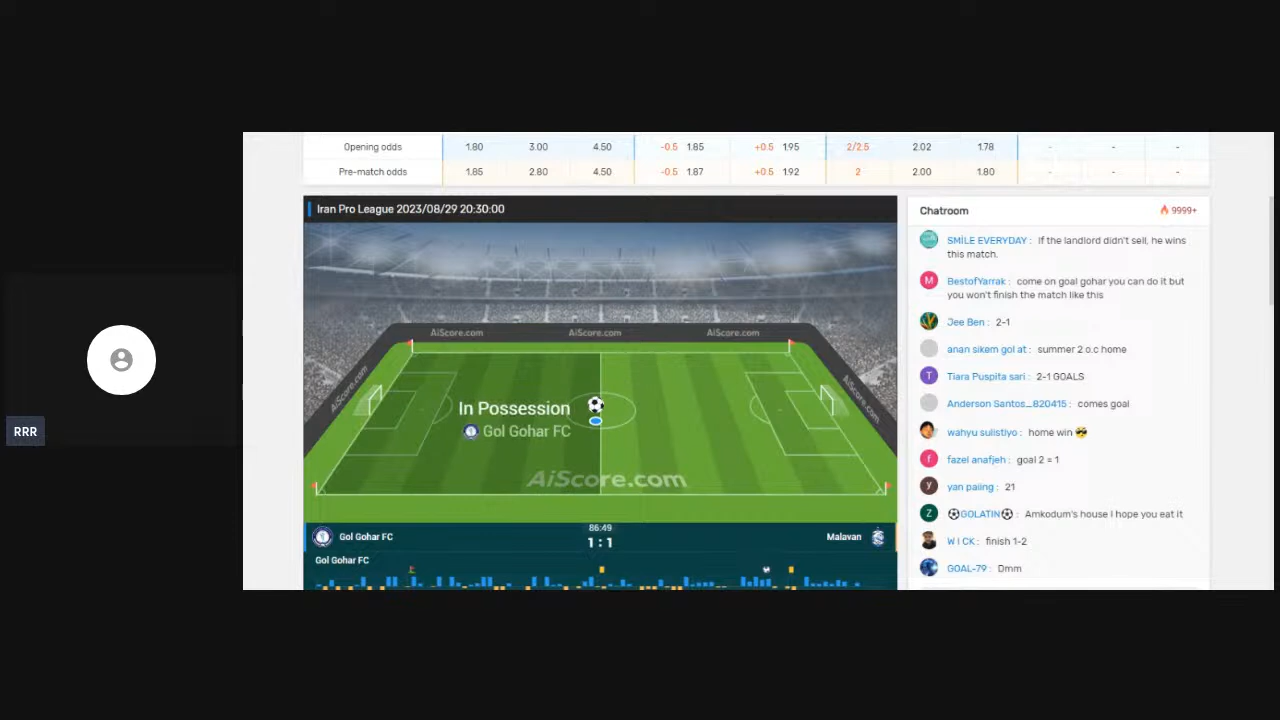 Opening odds 1.80 3.00 4.50 -0.5 1.85 +0.5 1.95 2/2.5 2.02 1.78 - - -
Pre-match odds 1.85 2.80 4.50 -0.5 1.87 +0.5 1.92 2 2.00 1.80 - - -
Iran Pro League 2023/08/29 20:30:00
AiScore.com AiScore.com AiScore.com
AiScore.com
AiScore.com
In Possession
Gol Gohar FC
AiScore.com
86:49
Gol Gohar FC 1 : 1 Malavan
Gol Gohar FC
Chatroom 9999+
SMİLE EVERYDAY : If the landlord didn't sell, he wins
this match.
BestofYarrak : come on goal gohar you can do it but
you won't finish the match like this
Jee Ben : 2-1
anan sikem gol at : summer 2 o.c home
Tiara Puspita sari : 2-1 GOALS
Anderson Santos_820415 : comes goal
wahyu sulistiyo : home win 😎
fazel anafjeh : goal 2 = 1
yan paling : 21
⚽GOLATIN⚽ : Amkodum's house I hope you eat it
W I CK : finish 1-2
GOAL-79 : Dmm
M
T
f
y
Z
RRR